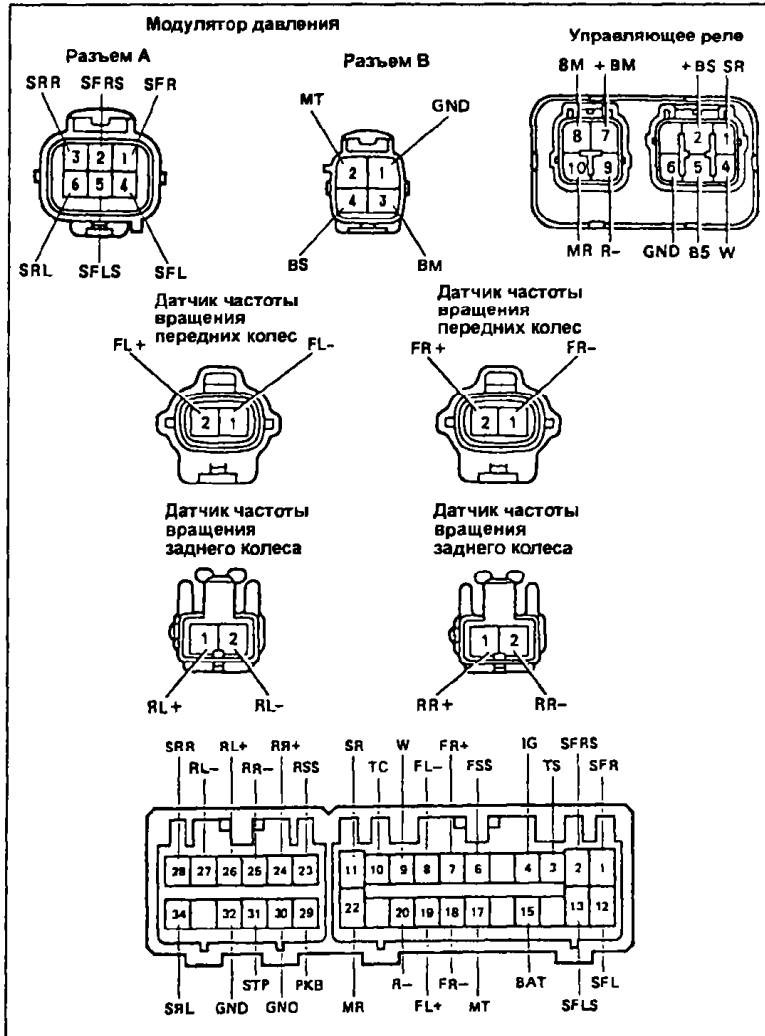 Модулятор давления
Разъем А
Разъем В
Управляющее реле
SRR SFRS SFR
MT GND
8M +BM +BS SR
3 2 1
6 5 4
2 1
4 3
8 7
10 9
2 1
6 5 4
SRL SFLS SFL
BS BM
MR R- GND B5 W
Датчик частоты
вращения
передних колес
FL+ FL-
2 1
Датчик частоты
вращения
передних колес
FR+ FR-
2 1
Датчик частоты
вращения
заднего колеса
1 2
RL+ RL-
Датчик частоты
вращения
заднего колеса
1 2
RR+ RR-
SRR RL+ RR+ SR W FR+ IG SFRS
RL- RR- RSS TC FL- FSS TS SFR
28 27 26 25 24 23 11 10 9 8 7 6 4 3 2 1
34 32 31 30 29 22 20 19 18 17 15 13 12
STP PKB R- FR- BAT SFL
SRL GND GND MR FL+ MT SFLS